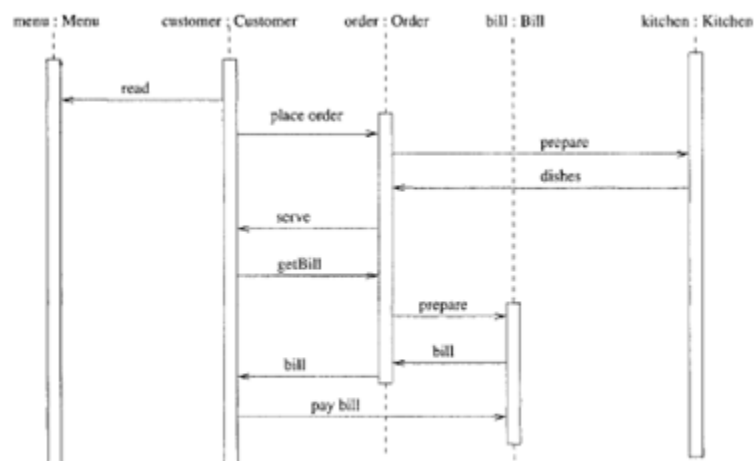 menu : Menu customer : Customer order : Order bill : Bill kitchen : Kitchen
read
place order
prepare
dishes
serve
getBill
prepare
bill
bill
pay bill